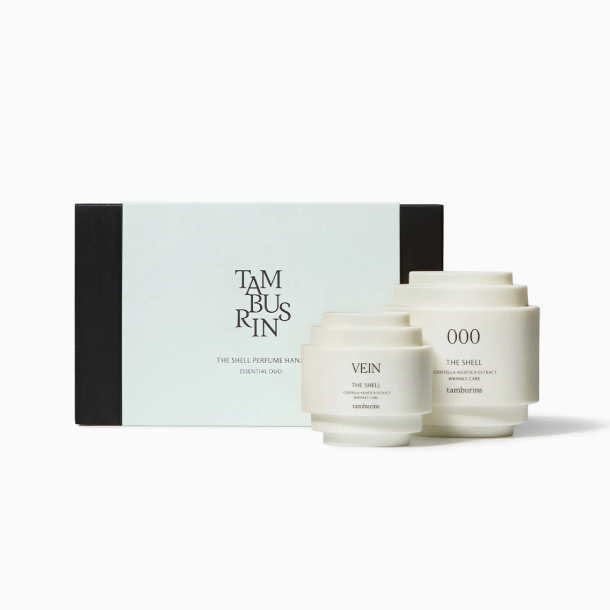 TAM
BUS
RIN
THE SHELL PERFUME HAN
ESSENTIAL DUO
VEIN
THE SHELL
CENTELLA ASIATICA EXTRACT
WRINKLE CARE
tamburins
000
THE SHELL
CENTELLA ASIATICA EXTRACT
WRINKLE CARE
tamburins